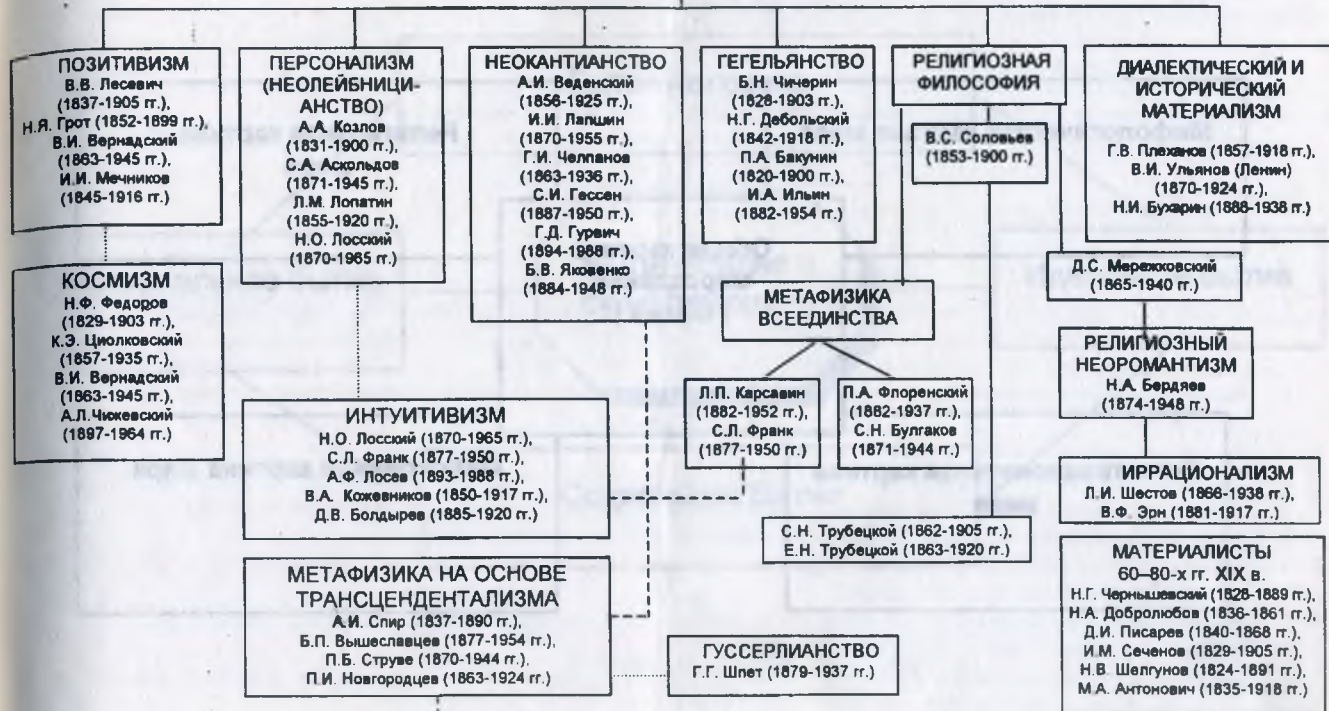 ПОЗИТИВИЗМ
В.В. Лесевич
(1837-1905 гг.),
Н.Я. Грот (1852-1899 гг.),
В.И. Вернадский
(1863-1945 гг.),
И.И. Мечников
(1845-1916 гг.)
ПЕРСОНАЛИЗМ
(НЕОЛЕЙБНИЦИ-
АНСТВО)
А.А. Козлов
(1831-1900 гг.),
С.А. Аскольдов
(1871-1945 гг.),
Л.М. Лопатин
(1855-1920 гг.),
Н.О. Лосский
(1870-1965 гг.)
НЕОКАНТИАНСТВО
А.И. Введенский
(1856-1925 гг.),
И.И. Лапшин
(1870-1955 гг.),
Г.И. Челпанов
(1863-1936 гг.),
С.И. Гессен
(1887-1950 гг.),
Г.Д. Гурвич
(1894-1968 гг.),
Б.В. Яковенко
(1884-1948 гг.)
ГЕГЕЛЬЯНСТВО
Б.Н. Чичерин
(1828-1903 гг.),
Н.Г. Дебольский
(1842-1918 гг.),
П.А. Бакунин
(1820-1900 гг.),
И.А. Ильин
(1882-1954 гг.)
РЕЛИГИОЗНАЯ
ФИЛОСОФИЯ
В.С. Соловьев
(1853-1900 гг.)
ДИАЛЕКТИЧЕСКИЙ И
ИСТОРИЧЕСКИЙ
МАТЕРИАЛИЗМ
Г.В. Плеханов (1857-1918 гг.),
В.И. Ульянов (Ленин)
(1870-1924 гг.),
Н.И. Бухарин (1888-1938 гг.)
КОСМИЗМ
Н.Ф. Федоров
(1829-1903 гг.),
К.Э. Циолковский
(1857-1935 гг.),
В.И. Вернадский
(1863-1945 гг.),
А.Л.Чижевский
(1897-1964 гг.)
МЕТАФИЗИКА
ВСЕЕДИНСТВА
Д.С. Мережковский
(1865-1940 гг.)
РЕЛИГИОЗНЫЙ
НЕОРОМАНТИЗМ
Н.А. Бердяев
(1874-1948 гг.)
ИНТУИТИВИЗМ
Н.О. Лосский (1870-1965 гг.),
С.Л. Франк (1877-1950 гг.),
А.Ф. Лосев (1893-1988 гг.),
В.А. Кожевников (1850-1917 гг.),
Д.В. Болдырев (1885-1920 гг.)
Л.П. Карсавин
(1882-1952 гг.),
С.Л. Франк
(1877-1950 гг.)
П.А. Флоренский
(1882-1937 гг.),
С.Н. Булгаков
(1871-1944 гг.)
ИРРАЦИОНАЛИЗМ
Л.И. Шестов (1866-1938 гг.),
В.Ф. Эрн (1881-1917 гг.)
С.Н. Трубецкой (1862-1905 гг.),
Е.Н. Трубецкой (1863-1920 гг.)
МЕТАФИЗИКА НА ОСНОВЕ
ТРАНСЦЕНДЕНТАЛИЗМА
А.И. Спир (1837-1890 гг.),
Б.П. Вышеславцев (1877-1954 гг.),
П.Б. Струве (1870-1944 гг.),
П.И. Новгородцев (1863-1924 гг.)
ГУССЕРЛИАНСТВО
Г.Г. Шпет (1879-1937 гг.)
МАТЕРИАЛИСТЫ
60–80-х гг. XIX в.
Н.Г. Чернышевский (1828-1889 гг.),
Н.А. Добролюбов (1836-1861 гг.),
Д.И. Писарев (1840-1868 гг.),
И.М. Сеченов (1829-1905 гг.),
Н.В. Шелгунов (1824-1891 гг.),
М.А. Антонович (1835-1918 гг.)